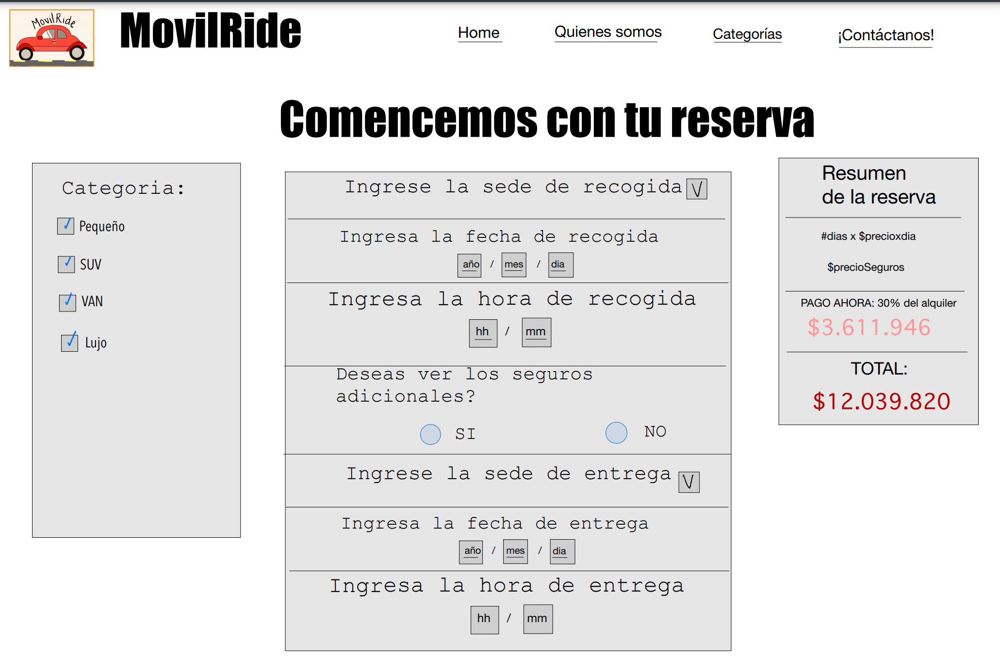 MovilRide
MovilRide
Home
Quienes somos
Categorías
¡Contáctanos!
Comencemos con tu reserva
Categoria:
Pequeño
SUV
VAN
Lujo
Ingrese la sede de recogida V
Ingresa la fecha de recogida
año / mes / dia
Ingresa la hora de recogida
hh / mm
Deseas ver los seguros
adicionales?
SI
NO
Ingrese la sede de entrega V
Ingresa la fecha de entrega
año / mes / dia
Ingresa la hora de entrega
hh / mm
Resumen
de la reserva
#dias x $precioxdia
$precioSeguros
PAGO AHORA: 30% del alquiler
$3.611.946
TOTAL:
$12.039.820